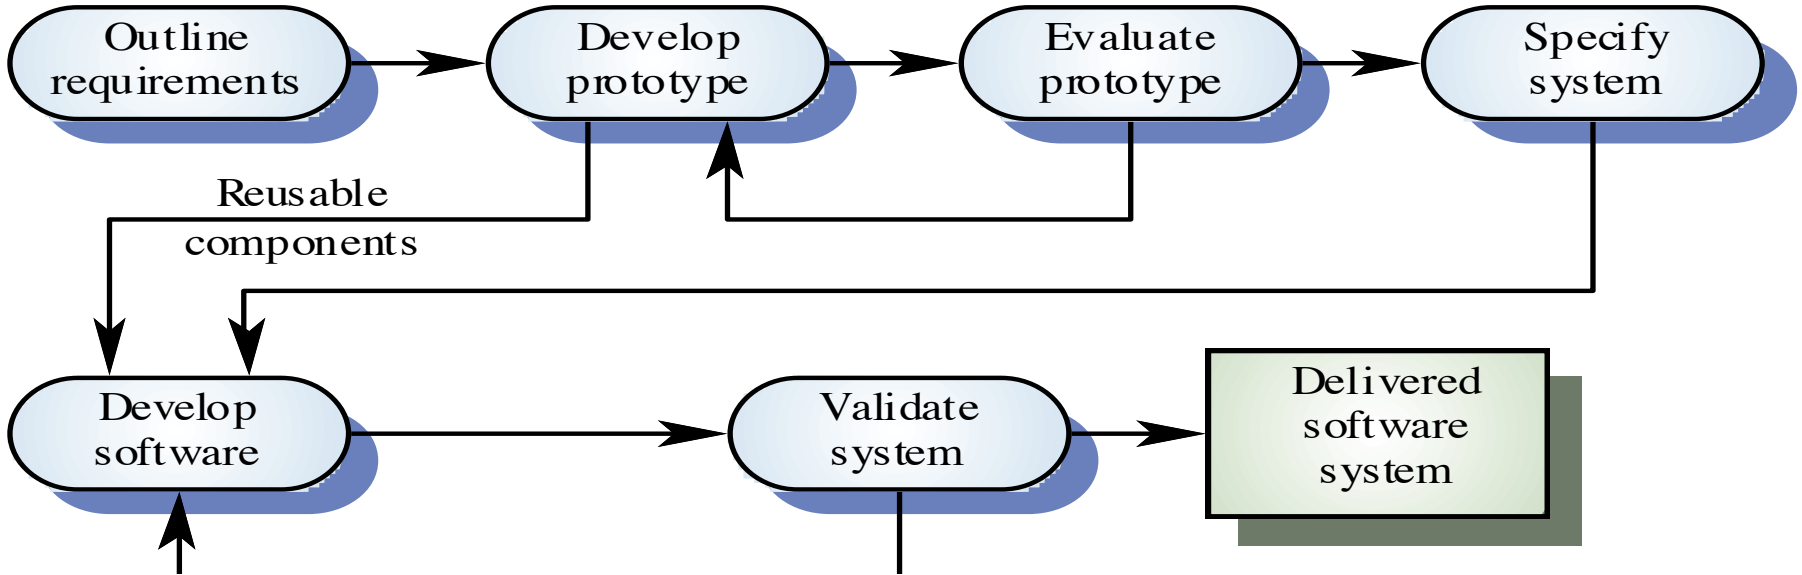 Outline
requirements
Develop
prototype
Evaluate
prototype
Specify
system
Reusable
components
Develop
software
Validate
system
Delivered
software
system